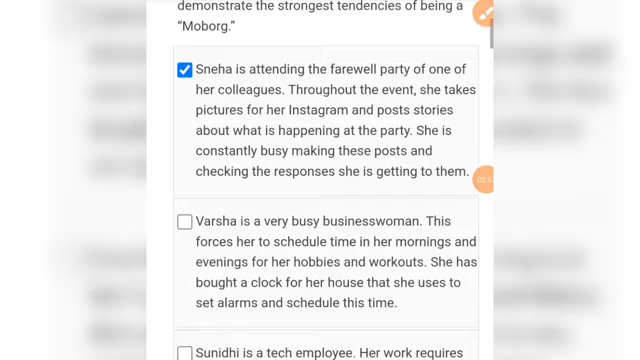 demonstrate the strongest tendencies of being a
“Moborg.”
Sneha is attending the farewell party of one of
her colleagues. Throughout the event, she takes
pictures for her Instagram and posts stories
about what is happening at the party. She is
constantly busy making these posts and
checking the responses she is getting to them.
Varsha is a very busy businesswoman. This
forces her to schedule time in her mornings and
evenings for her hobbies and workouts. She has
bought a clock for her house that she uses to
set alarms and schedule this time.
Sunidhi is a tech employee. Her work requires